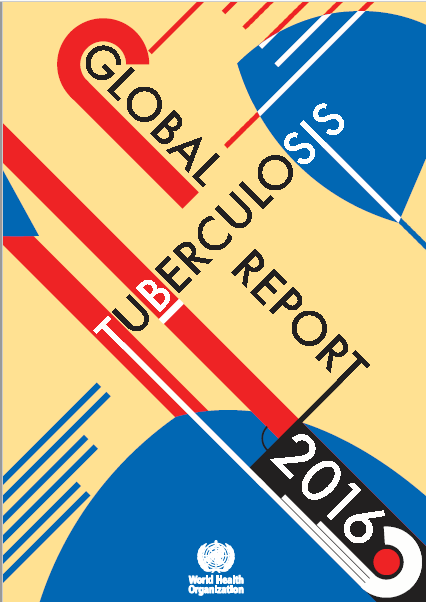 GLOBAL
TUBERCULOSIS
REPORT
2016
World Health
Organization